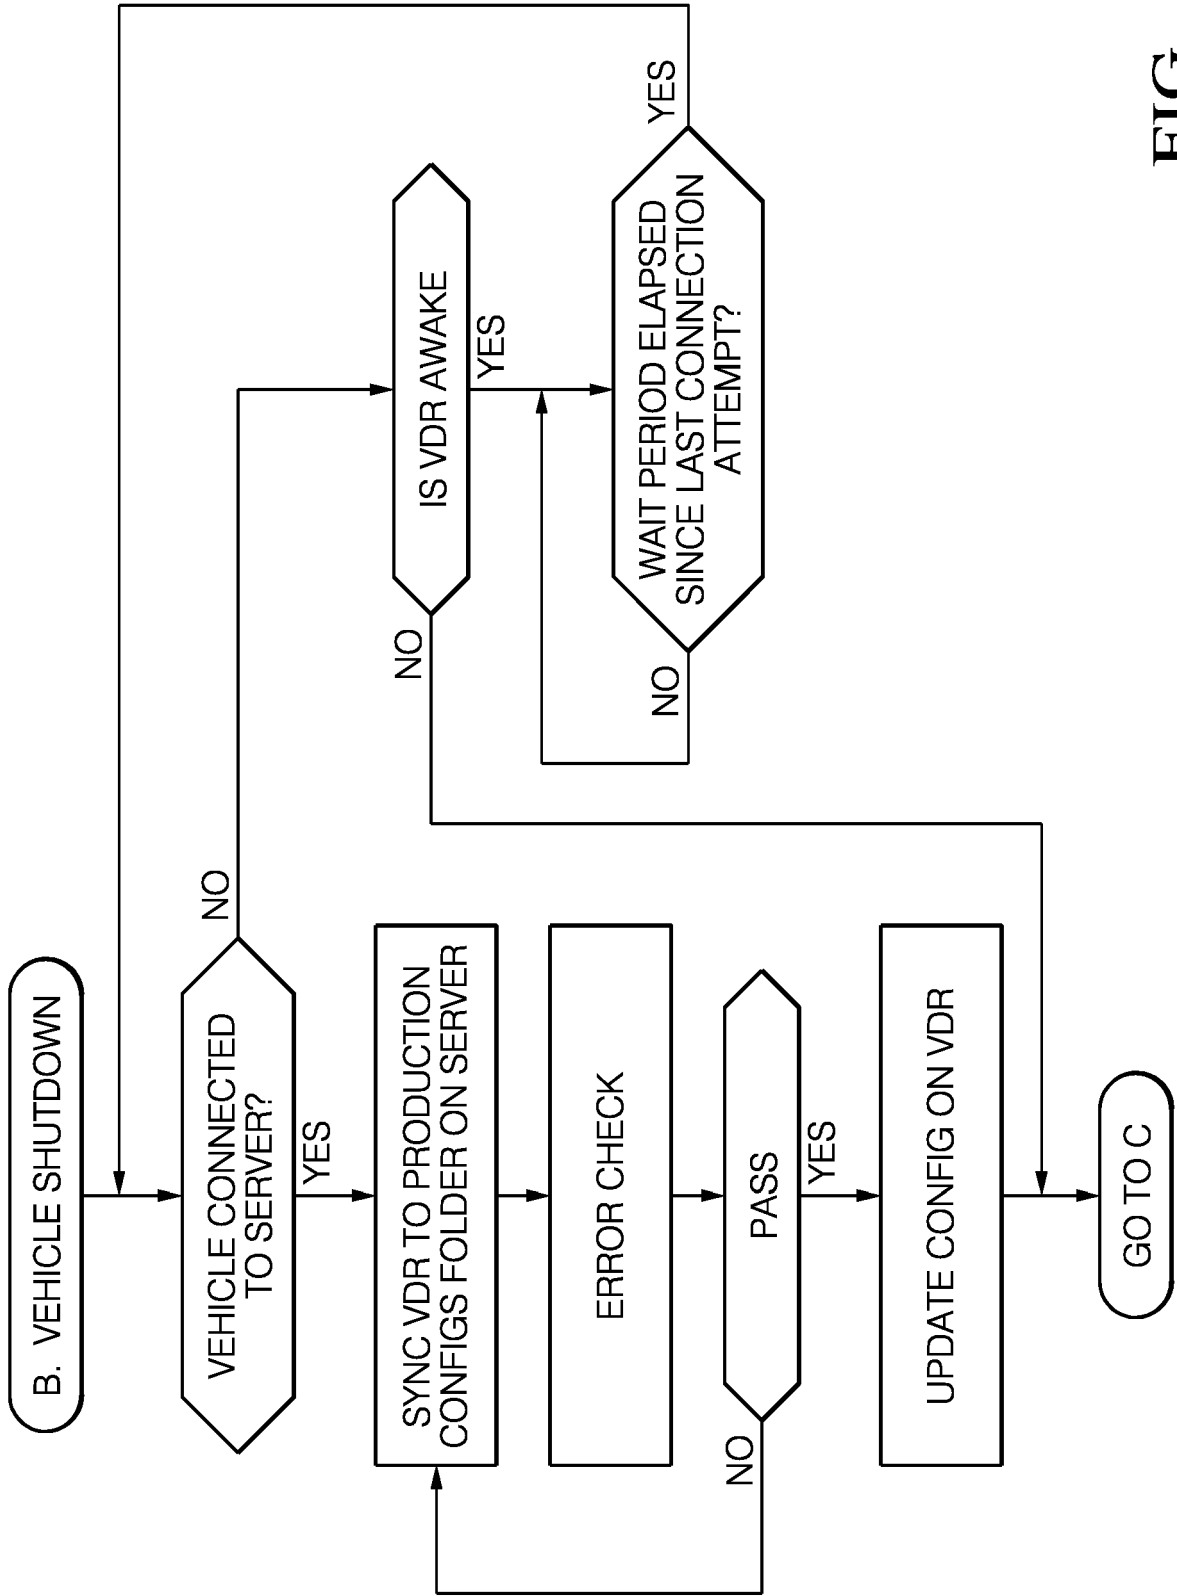 B. VEHICLE SHUTDOWN
VEHICLE CONNECTED
TO SERVER?
NO
YES
SYNC VDR TO PRODUCTION
CONFIGS FOLDER ON SERVER
ERROR CHECK
PASS
NO
YES
UPDATE CONFIG ON VDR
GO TO C
IS VDR AWAKE
NO
YES
WAIT PERIOD ELAPSED
SINCE LAST CONNECTION
ATTEMPT?
NO
YES
FIG